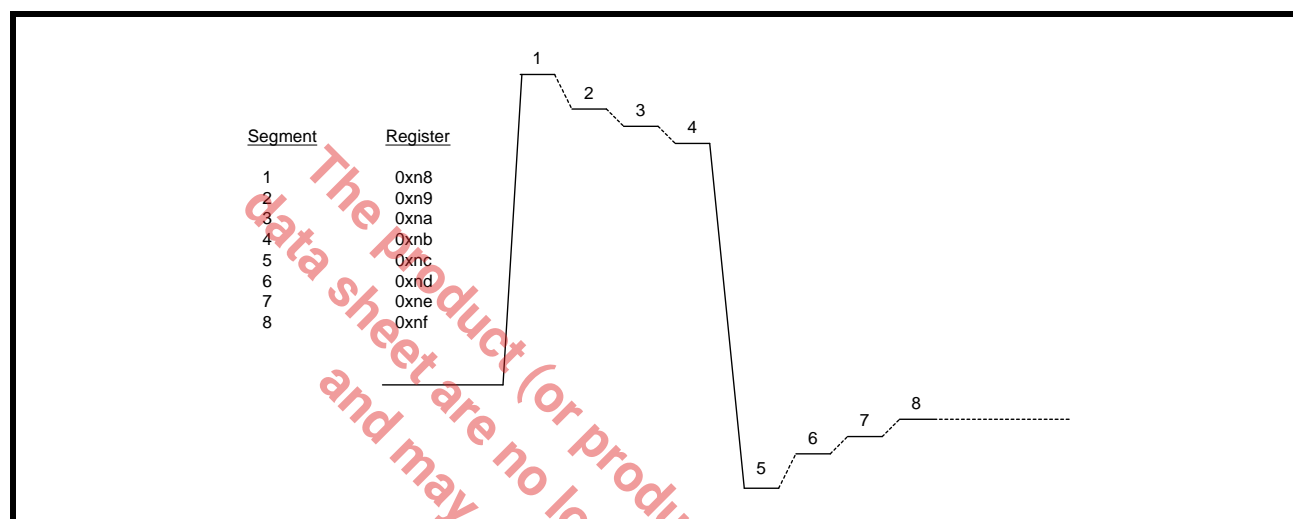 Segment Register
1 0xn8
2 0xn9
3 0xna
4 0xnb
5 0xnc
6 0xnd
7 0xne
8 0xnf
1
2
3
4
5
6
7
8
The product (or produ
data sheet are no lo
and may